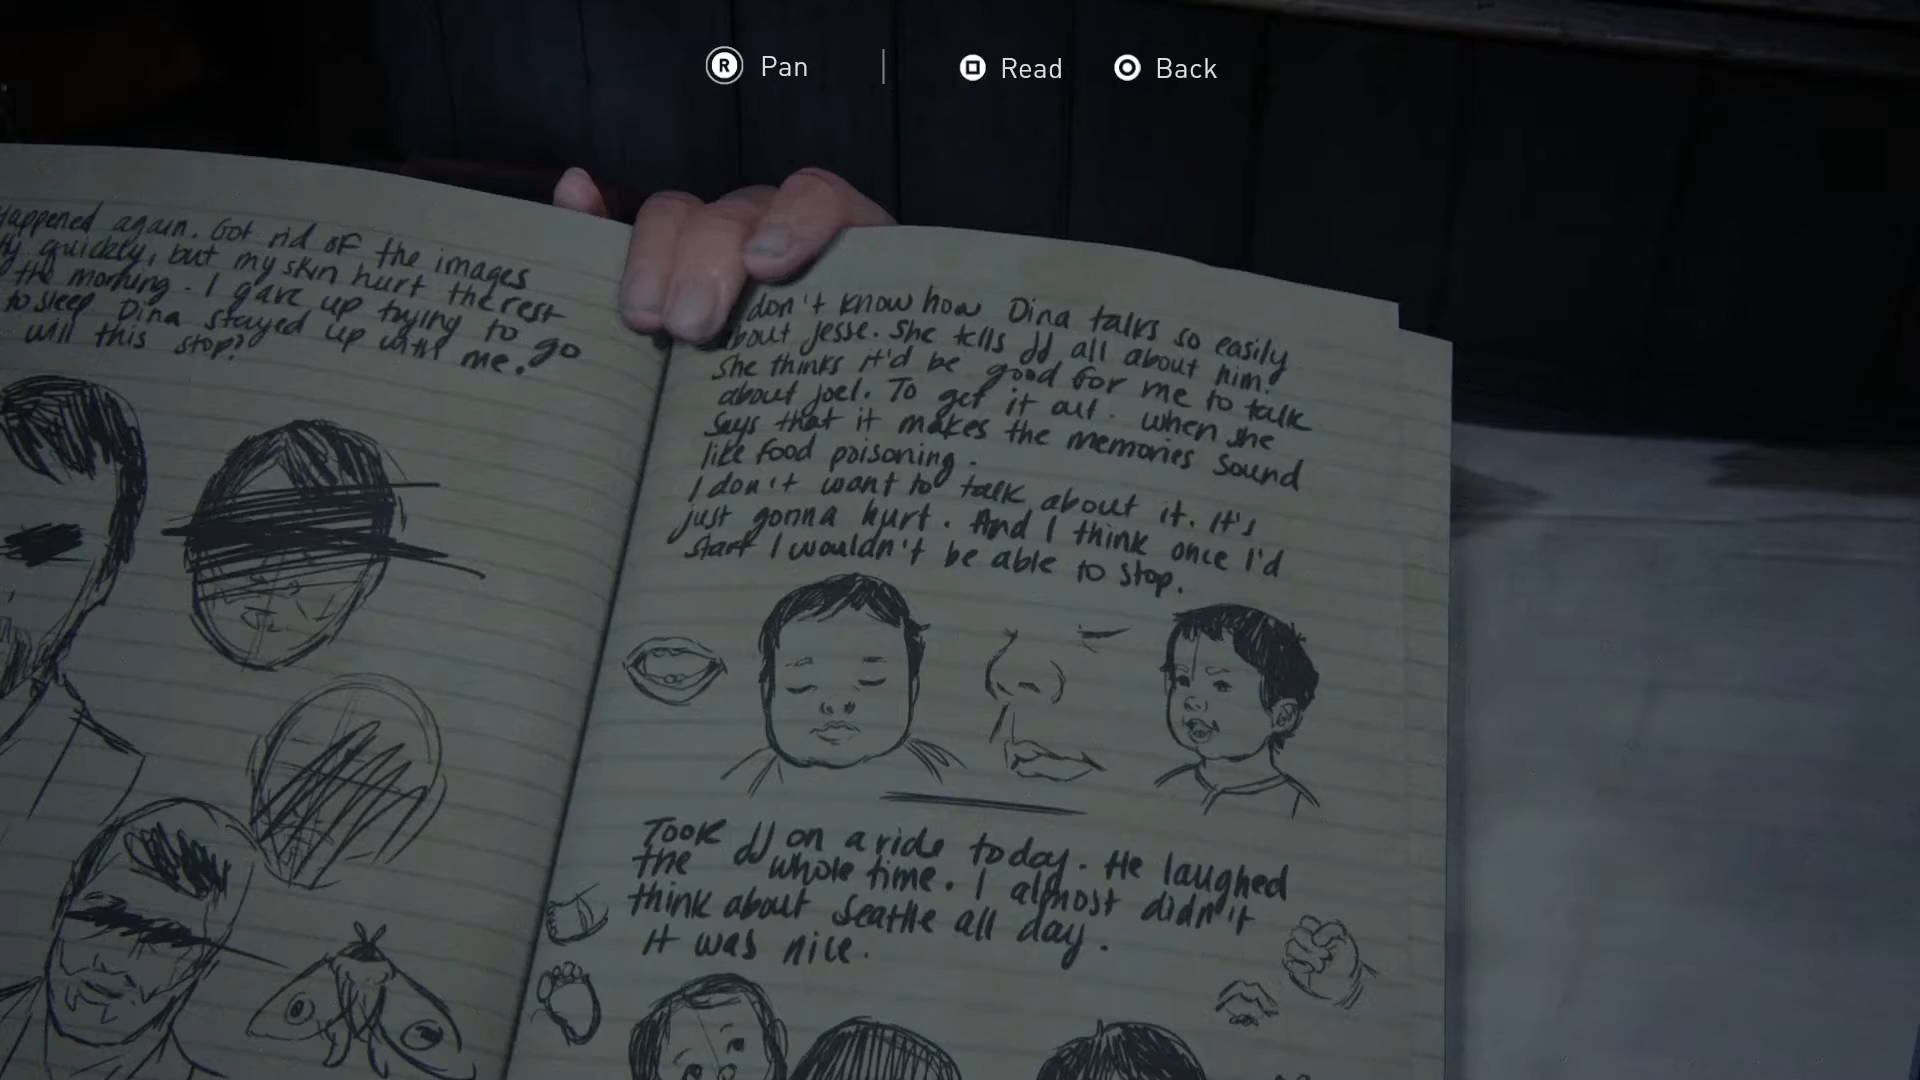 R Pan
Read
Back
Happened again. Got rid of the images
quickly, but my skin hurt the rest
the morning. I gave up trying to go
to sleep Dina stayed up with me.
will this stop?
don't know how Dina talks so easily
bout Jesse. She tells JJ all about him.
She thinks it'd be good for me to talk
about Joel. To get it out. When she
says that it makes the memories sound
like food poisoning.
I don't want to talk about it. It's
just gonna hurt. And I think once I'd
start I wouldn't be able to stop.
Took JJ on a ride today. He laughed
the whole time. I almost didn't
think about Seattle all day.
It was nice.